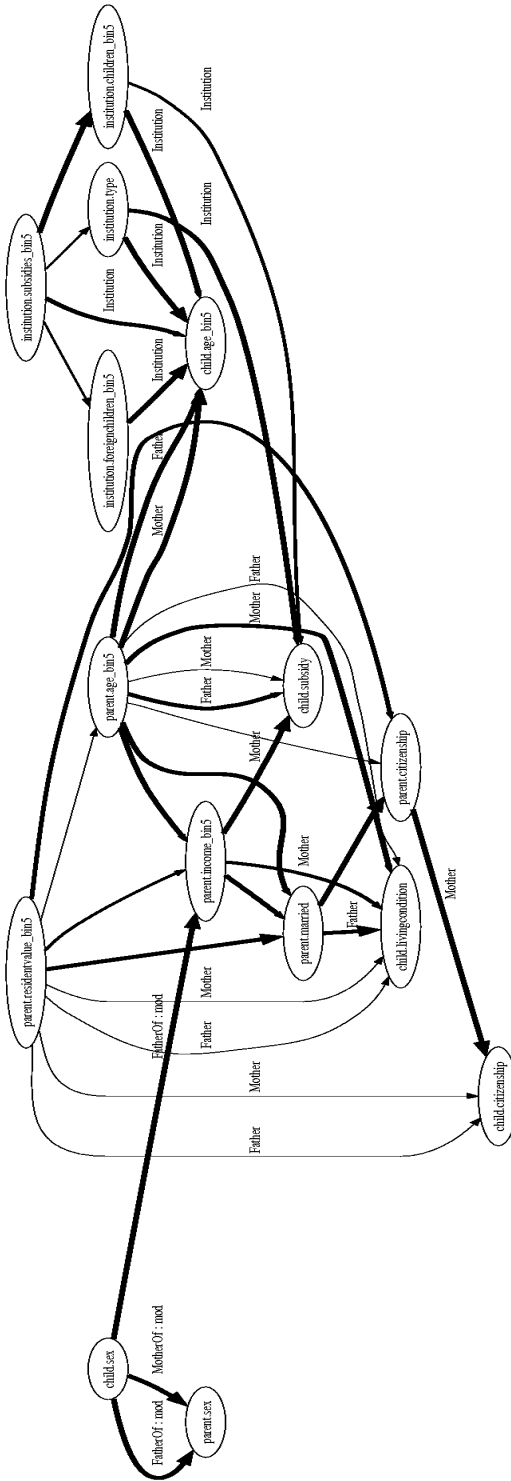 institution.subsidies_bin5
institution.children_bin5
institution.type
institution.foreignchildren_bin5
Institution
Institution
Institution
Institution
Institution
Institution
child.age_bin5
parent.residentvalue_bin5
parent.age_bin5
Father
Mother
Father
Mother
Mother
Father
child.subsidy
Mother
parent.income_bin5
Mother
parent.married
Father
parent.citizenship
child.livingcondition
Mother
Father
Mother
Father
Mother
child.citizenship
child.sex
FatherOf : mod
MotherOf : mod
FatherOf : mod
parent.sex